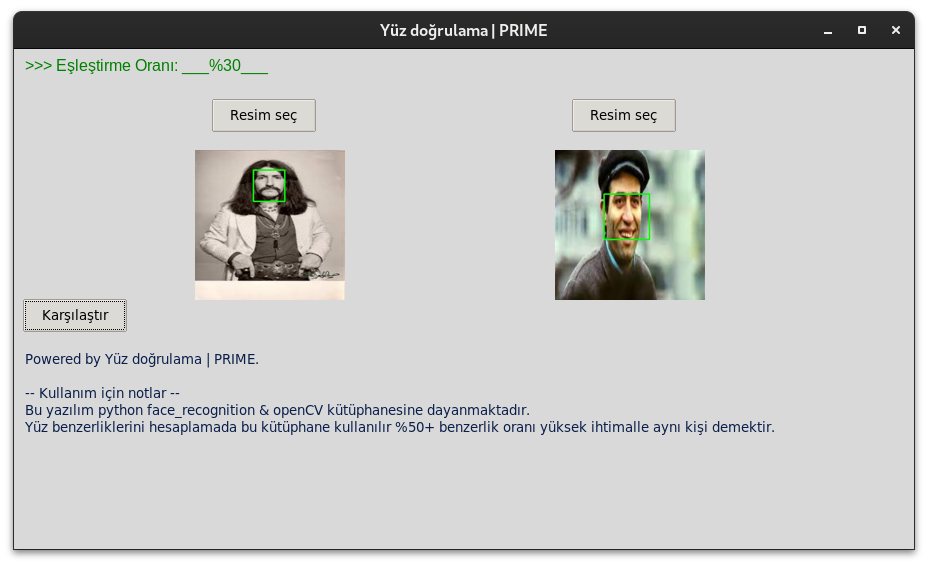 Yüz doğrulama | PRIME
>>> Eşleştirme Oranı: ___%30___
Resim seç
Resim seç
Karşılaştır
Powered by Yüz doğrulama | PRIME.
-- Kullanım için notlar --
Bu yazılım python face_recognition & openCV kütüphanesine dayanmaktadır.
Yüz benzerliklerini hesaplamada bu kütüphane kullanılır %50+ benzerlik oranı yüksek ihtimalle aynı kişi demektir.